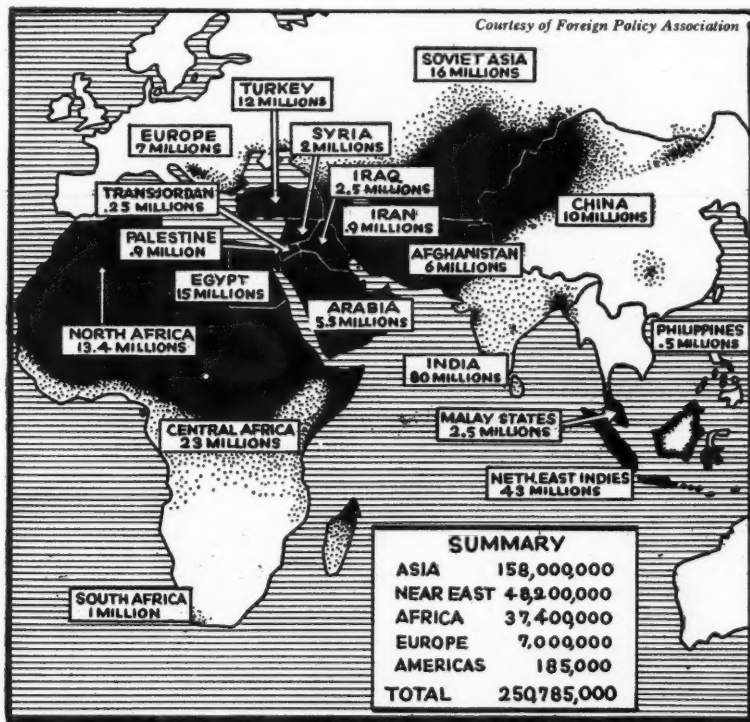 Courtesy of Foreign Policy Association
SOVIET ASIA
16 MILLIONS
TURKEY
12 MILLIONS
EUROPE
7 MILLIONS
SYRIA
2 MILLIONS
IRAQ
2.5 MILLIONS
TRANSJORDAN
.25 MILLIONS
IRAN
.9 MILLIONS
CHINA
10 MILLIONS
PALESTINE
.9 MILLION
AFGHANISTAN
6 MILLIONS
EGYPT
15 MILLIONS
ARABIA
5.5 MILLIONS
NORTH AFRICA
13.4 MILLIONS
PHILIPPINES
.5 MILLIONS
INDIA
80 MILLIONS
MALAY STATES
2.5 MILLIONS
CENTRAL AFRICA
23 MILLIONS
NETH. EAST INDIES
43 MILLIONS
SOUTH AFRICA
1 MILLION
SUMMARY
ASIA 158,000,000
NEAR EAST 48,200,000
AFRICA 37,400,000
EUROPE 7,000,000
AMERICAS 185,000
TOTAL 250,785,000